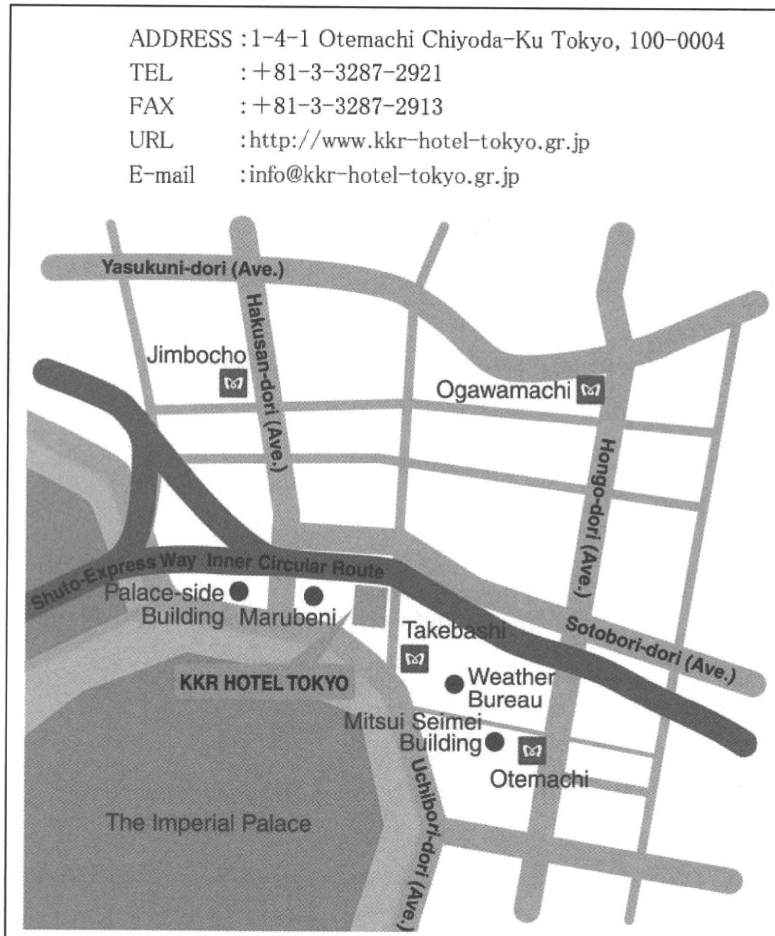 ADDRESS :1-4-1 Otemachi Chiyoda-Ku Tokyo, 100-0004
TEL :+81-3-3287-2921
FAX :+81-3-3287-2913
URL :http://www.kkr-hotel-tokyo.gr.jp
E-mail :info@kkr-hotel-tokyo.gr.jp
Yasukuni-dori (Ave.)
Hakusan-dori (Ave.)
Jimbocho
Ogawamachi
Hongo-dori (Ave.)
Shuto-Express Way Inner Circular Route
Palace-side
Building
Marubeni
Takebashi
Sotobori-dori (Ave.)
KKR HOTEL TOKYO
Weather
Bureau
Mitsui Seimei
Building
Otemachi
Uchibori-dori (Ave.)
The Imperial Palace